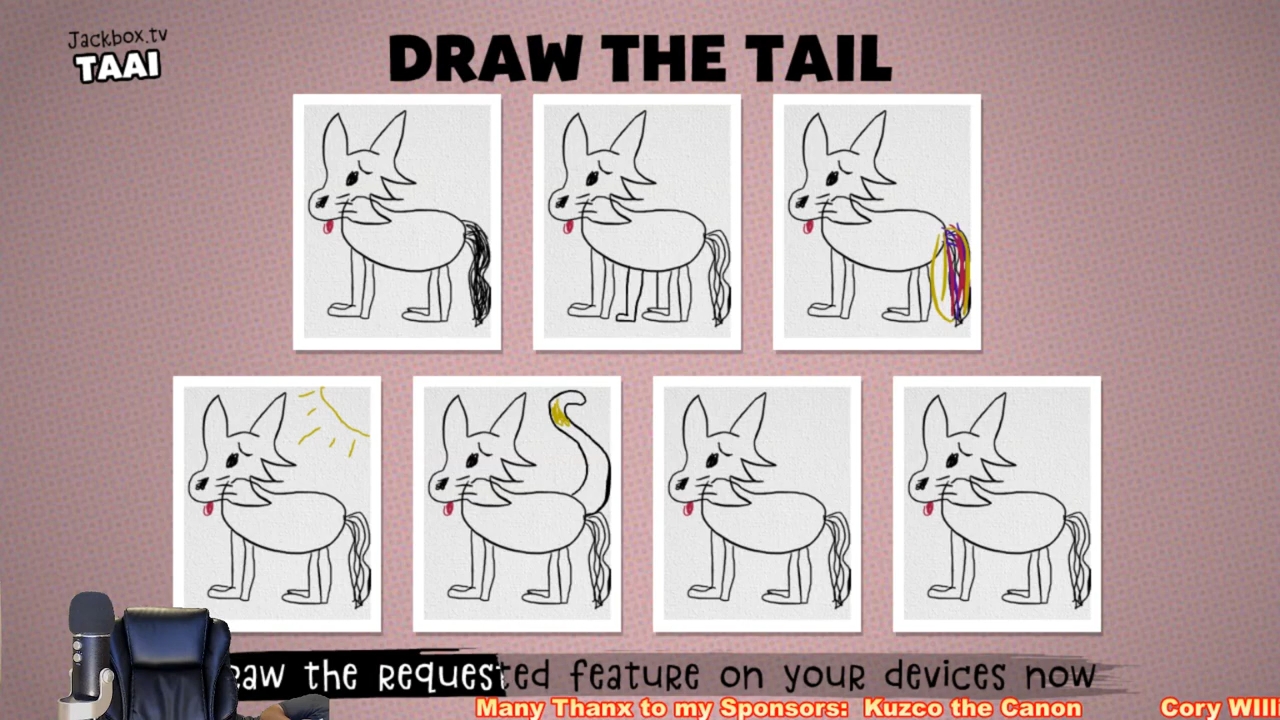 Jackbox.tv
TAAI
DRAW THE TAIL
the requested feature on your devices now
Many Thanx to my Sponsors: Kuzco the Canon Cory